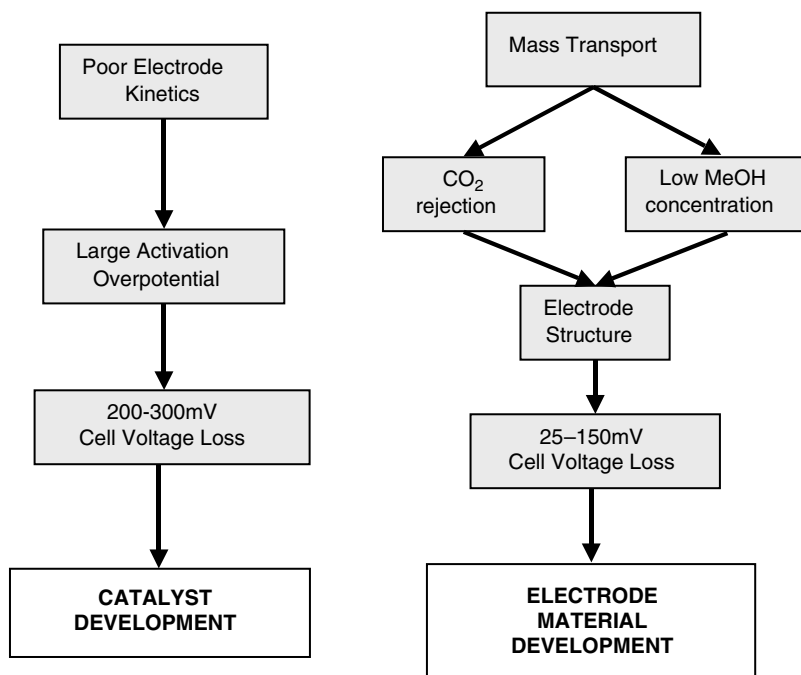 Poor Electrode
Kinetics
Large Activation
Overpotential
200-300mV
Cell Voltage Loss
CATALYST
DEVELOPMENT
Mass Transport
CO₂
rejection
Low MeOH
concentration
Electrode
Structure
25–150mV
Cell Voltage Loss
ELECTRODE
MATERIAL
DEVELOPMENT